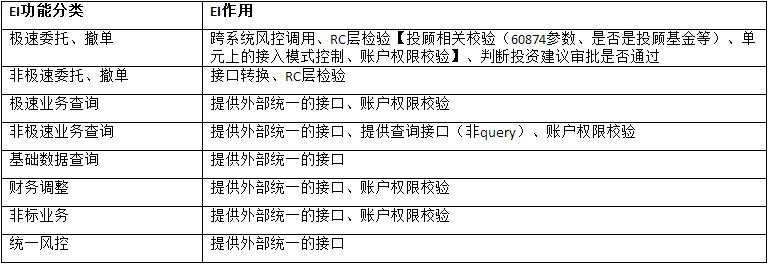 EI功能分类 EI作用
极速委托、撤单 跨系统风控调用、RC层检验【投顾相关校验（60874参数、是否是投顾基金等）、单
元上的接入模式控制、账户权限校验】、判断投资建议审批是否通过
非极速委托、撤单 接口转换、RC层检验
极速业务查询 提供外部统一的接口、账户权限校验
非极速业务查询 提供外部统一的接口、提供查询接口（非query）、账户权限校验
基础数据查询 提供外部统一的接口
财务调整 提供外部统一的接口、账户权限校验
非标业务 提供外部统一的接口、账户权限校验
统一风控 提供外部统一的接口